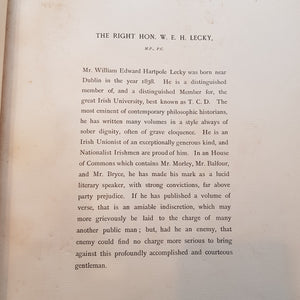 THE RIGHT HON. W. E. H. LECKY,
M.P., P.C.
Mr. William Edward Hartpole Lecky was born near
Dublin in the year 1838. He is a distinguished
member of, and a distinguished Member for, the
great Irish University, best known as T. C. D. The
most eminent of contemporary philosophic historians,
he has written many volumes in a style always of
sober dignity, often of grave eloquence. He is an
Irish Unionist of an exceptionally generous kind, and
Nationalist Irishmen are proud of him. In an House
of Commons which contains Mr. Morley, Mr. Balfour,
and Mr. Bryce, he has made his mark as a lucid
literary speaker, with strong convictions, far above
party prejudice. If he has published a volume of
verse, that is an amiable indiscretion, which may
more grievously be laid to the charge of many
another public man; but, had he an enemy, that
enemy could find no charge more serious to bring
against this profoundly accomplished and courteous
gentleman.